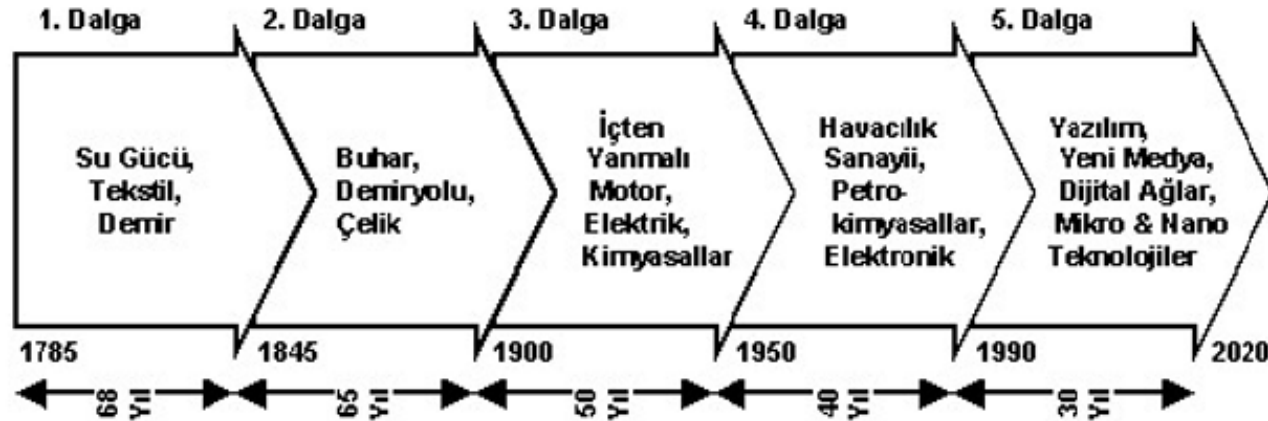 1. Dalga
2. Dalga
3. Dalga
4. Dalga
5. Dalga
Su Gücü,
Tekstil,
Demir
Buhar,
Demiryolu,
Çelik
İçten
Yanmalı
Motor,
Elektrik,
Kimyasallar
Havacılık
Sanayii,
Petro-
kimyasallar,
Elektronik
Yazılım,
Yeni Medya,
Dijital Ağlar,
Mikro & Nano
Teknolojiler
1785
1845
1900
1950
1990
2020
68
Yıl
65
Yıl
50
Yıl
40
Yıl
30
Yıl